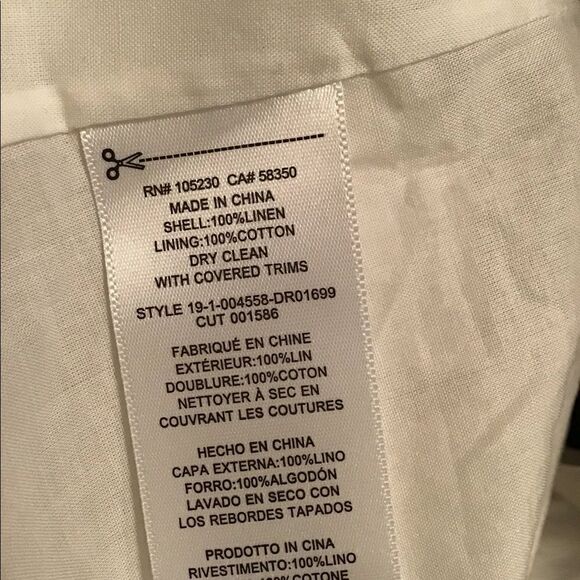 RN# 105230 CA# 58350
MADE IN CHINA
SHELL:100%LINEN
LINING:100%COTTON
DRY CLEAN
WITH COVERED TRIMS
STYLE 19-1-004558-DR01699
CUT 001586
FABRIQUÉ EN CHINE
EXTÉRIEUR:100%LIN
DOUBLURE:100%COTON
NETTOYER À SEC EN
COUVRANT LES COUTURES
HECHO EN CHINA
CAPA EXTERNA:100%LINO
FORRO:100%ALGODÓN
LAVADO EN SECO CON
LOS REBORDES TAPADOS
PRODOTTO IN CINA
RIVESTIMENTO:100%LINO
COTONE